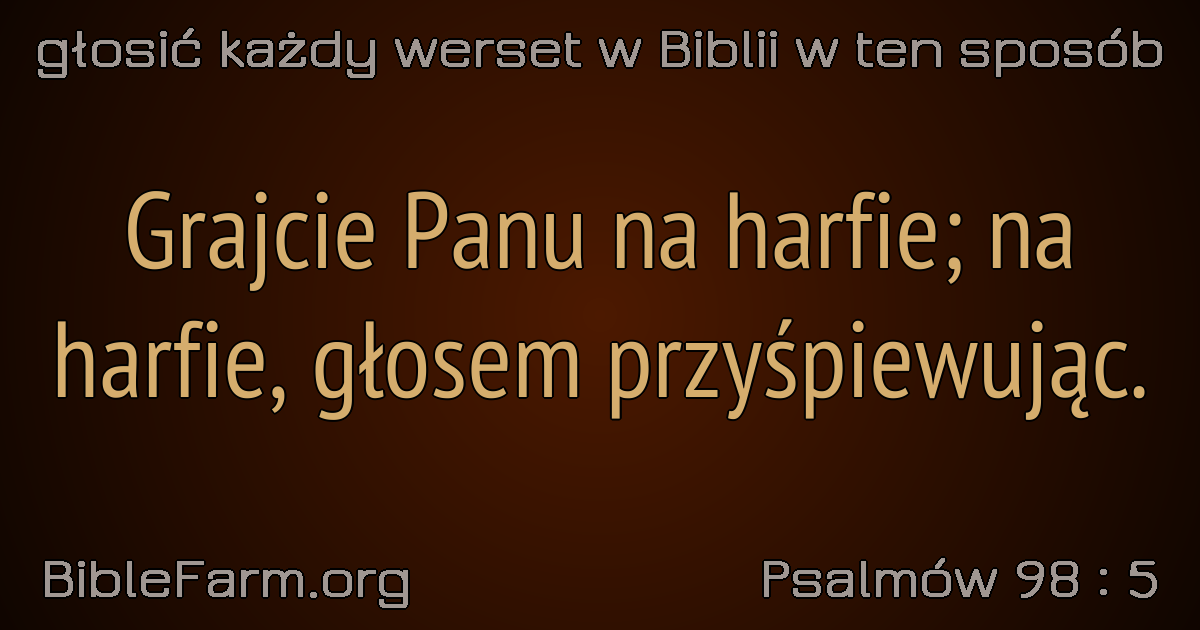 głosić każdy werset w Biblii w ten sposób
Grajcie Panu na harfie; na
harfie, głosem przyśpiewując.
BibleFarm.org
Psalmów 98 : 5